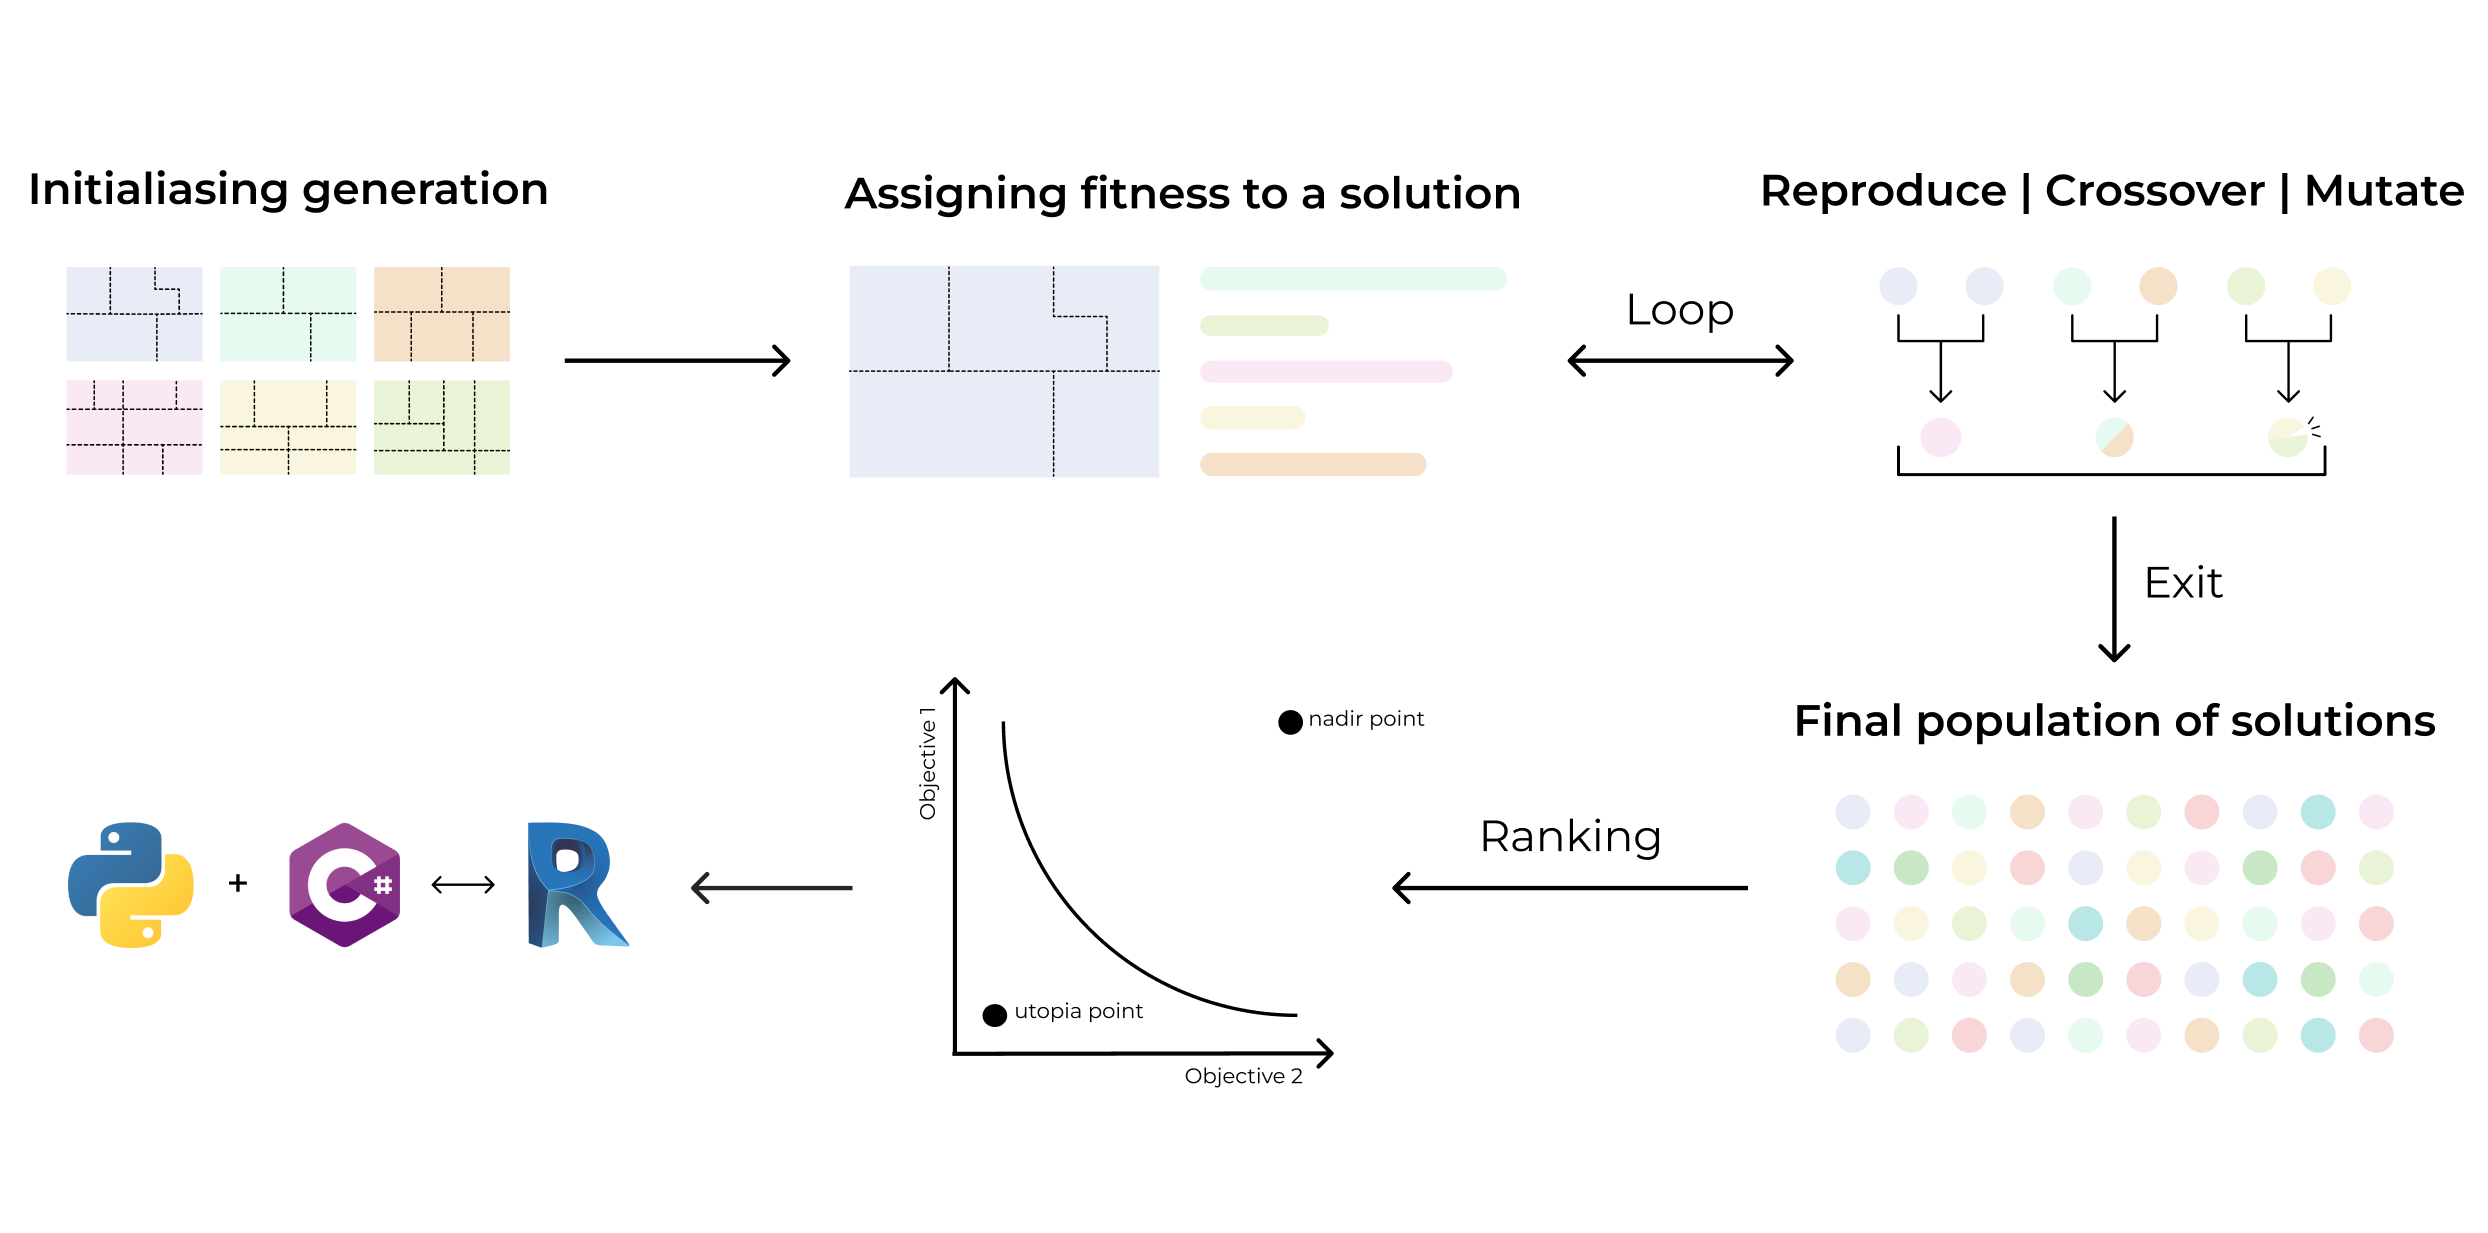 Initialiasing generation
Assigning fitness to a solution
Reproduce | Crossover | Mutate
Loop
Exit
Final population of solutions
Ranking
Objective 1
nadir point
utopia point
Objective 2
+
C#
R